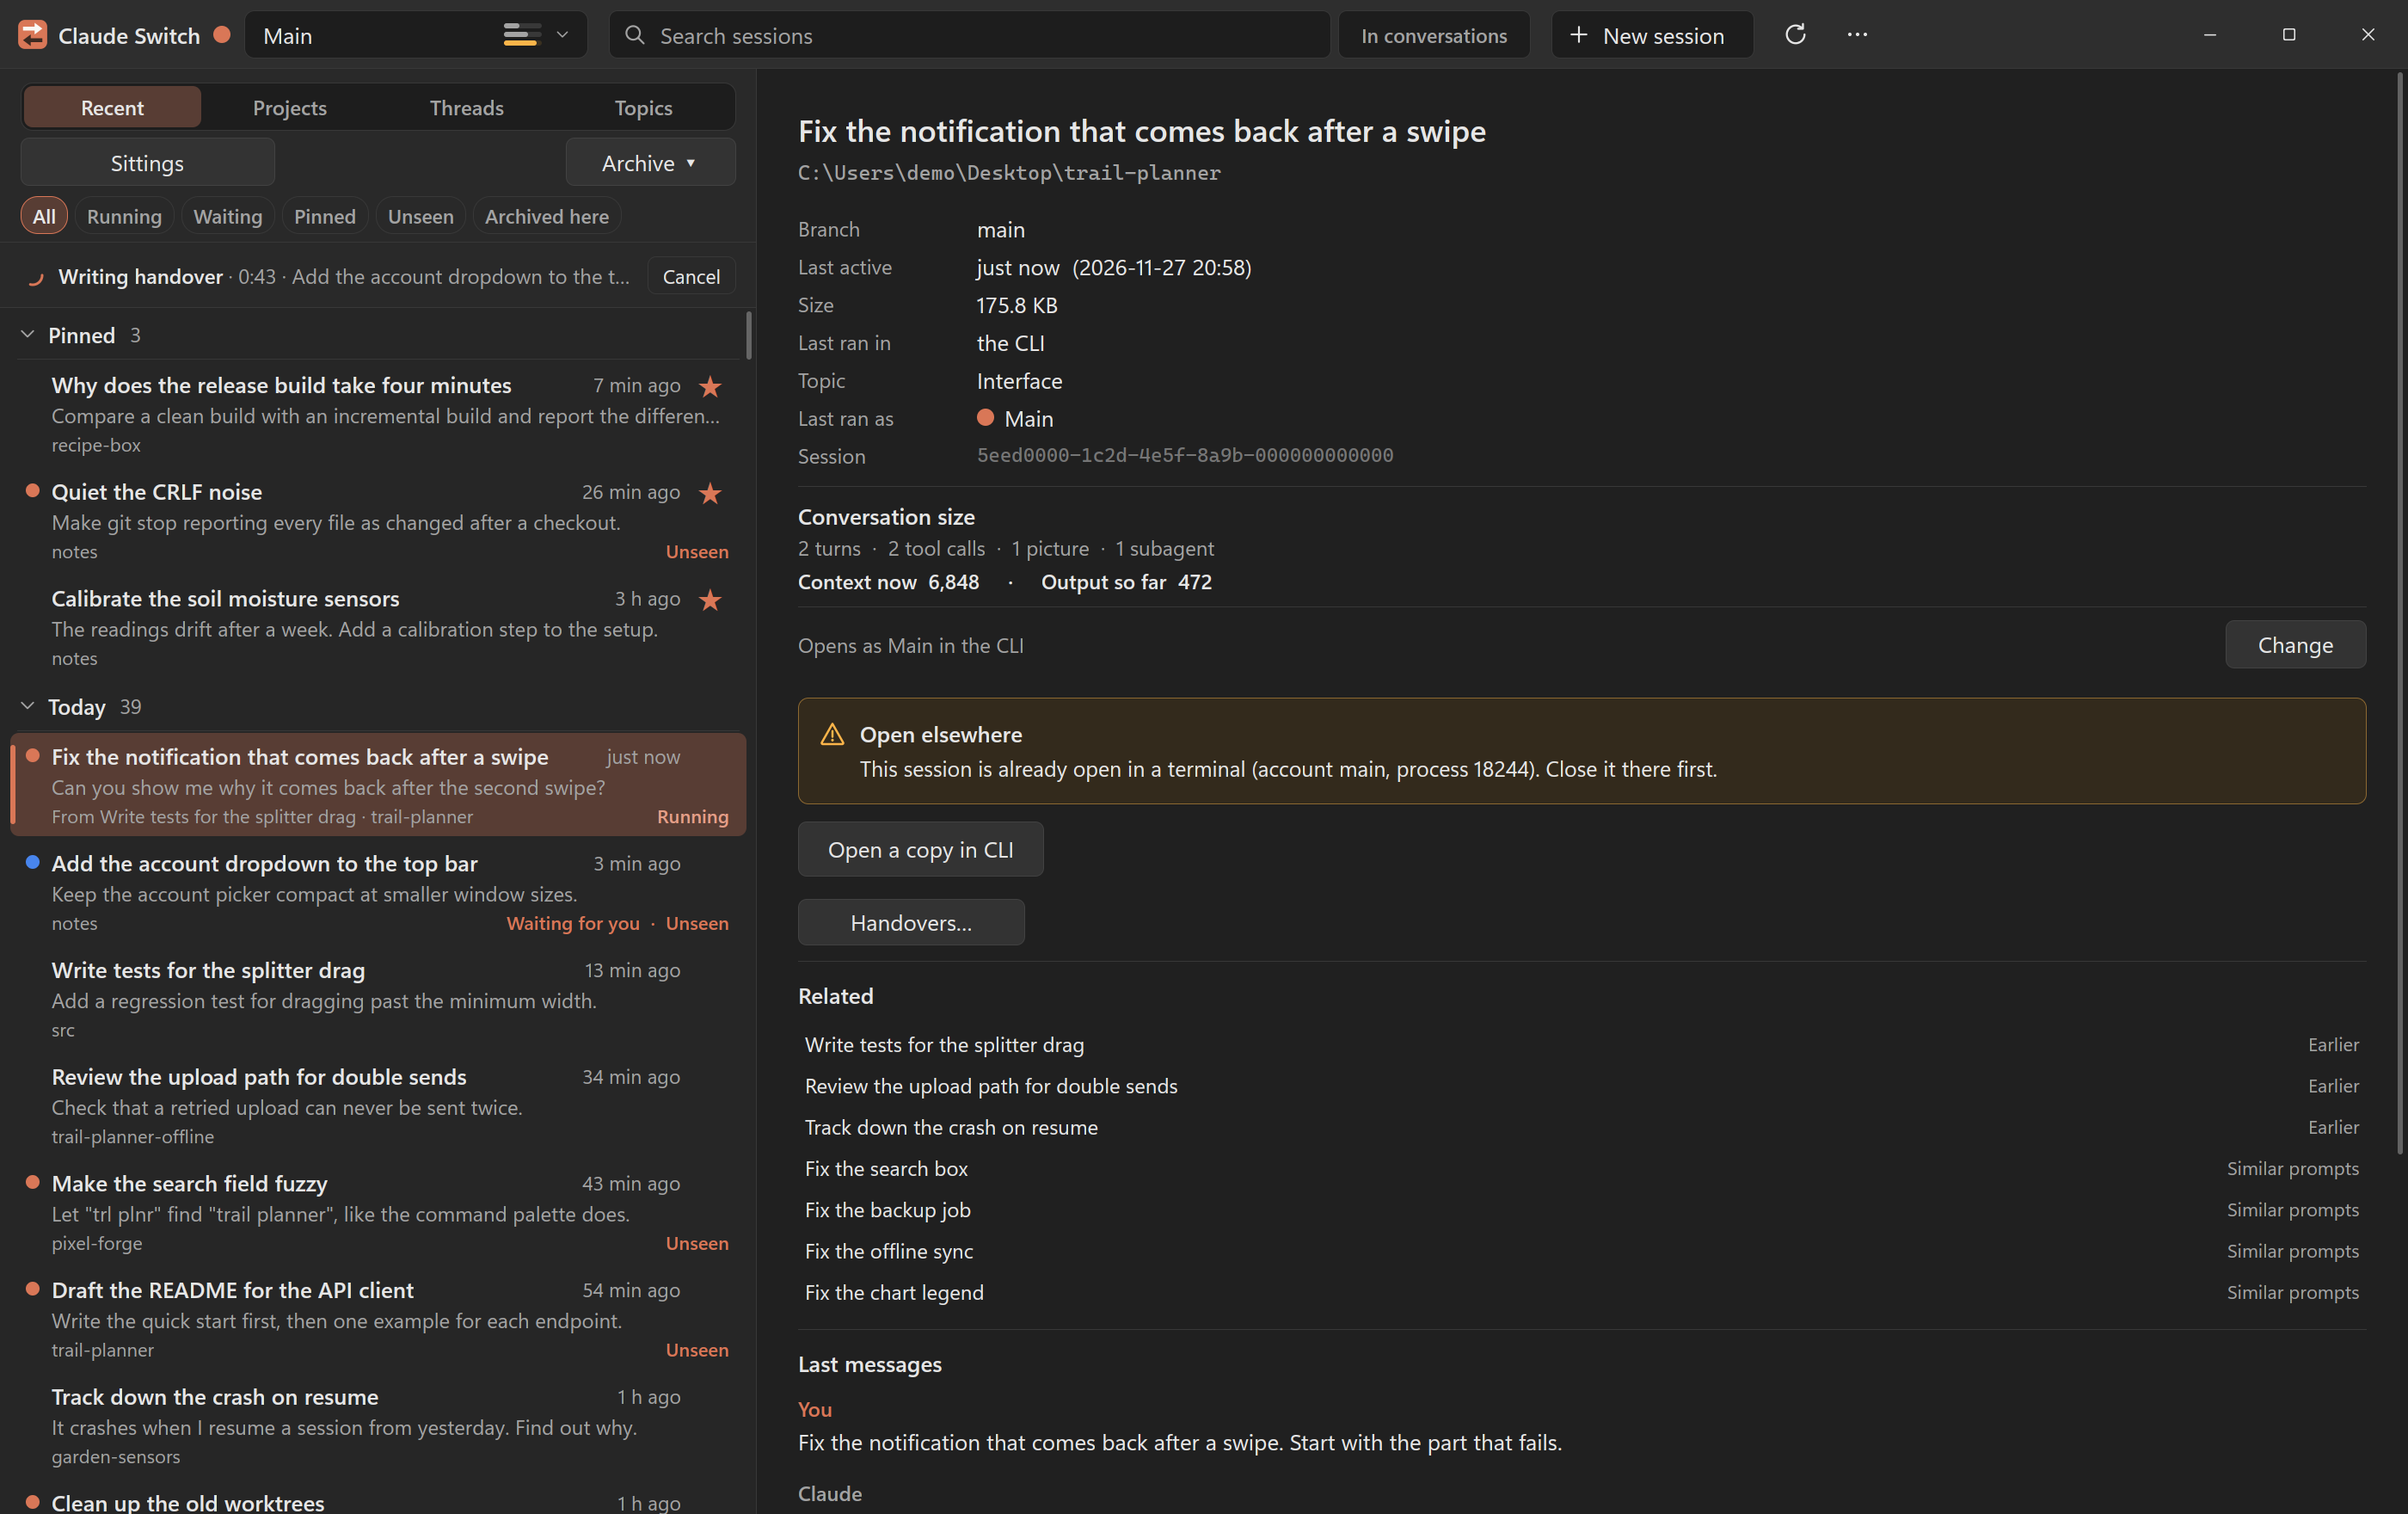 Claude Switch
Main
Search sessions
In conversations
New session
Recent
Projects
Threads
Topics
Sittings
Archive
All
Running
Waiting
Pinned
Unseen
Archived here
Writing handover · 0:43 · Add the account dropdown to the t...
Cancel
Pinned 3
Why does the release build take four minutes 7 min ago
Compare a clean build with an incremental build and report the differen...
recipe-box
Quiet the CRLF noise 26 min ago
Make git stop reporting every file as changed after a checkout.
notes Unseen
Calibrate the soil moisture sensors 3 h ago
The readings drift after a week. Add a calibration step to the setup.
notes
Today 39
Fix the notification that comes back after a swipe just now
Can you show me why it comes back after the second swipe?
From Write tests for the splitter drag · trail-planner Running
Add the account dropdown to the top bar 3 min ago
Keep the account picker compact at smaller window sizes.
notes Waiting for you · Unseen
Write tests for the splitter drag 13 min ago
Add a regression test for dragging past the minimum width.
src
Review the upload path for double sends 34 min ago
Check that a retried upload can never be sent twice.
trail-planner-offline
Make the search field fuzzy 43 min ago
Let "trl plnr" find "trail planner", like the command palette does.
pixel-forge Unseen
Draft the README for the API client 54 min ago
Write the quick start first, then one example for each endpoint.
trail-planner Unseen
Track down the crash on resume 1 h ago
It crashes when I resume a session from yesterday. Find out why.
garden-sensors
Clean up the old worktrees 1 h ago
Fix the notification that comes back after a swipe
C:\Users\demo\Desktop\trail-planner
Branch main
Last active just now (2026-11-27 20:58)
Size 175.8 KB
Last ran in the CLI
Topic Interface
Last ran as Main
Session 5eed0000-1c2d-4e5f-8a9b-000000000000
Conversation size
2 turns · 2 tool calls · 1 picture · 1 subagent
Context now 6,848 · Output so far 472
Opens as Main in the CLI
Change
Open elsewhere
This session is already open in a terminal (account main, process 18244). Close it there first.
Open a copy in CLI
Handovers...
Related
Write tests for the splitter drag Earlier
Review the upload path for double sends Earlier
Track down the crash on resume Earlier
Fix the search box Similar prompts
Fix the backup job Similar prompts
Fix the offline sync Similar prompts
Fix the chart legend Similar prompts
Last messages
You
Fix the notification that comes back after a swipe. Start with the part that fails.
Claude